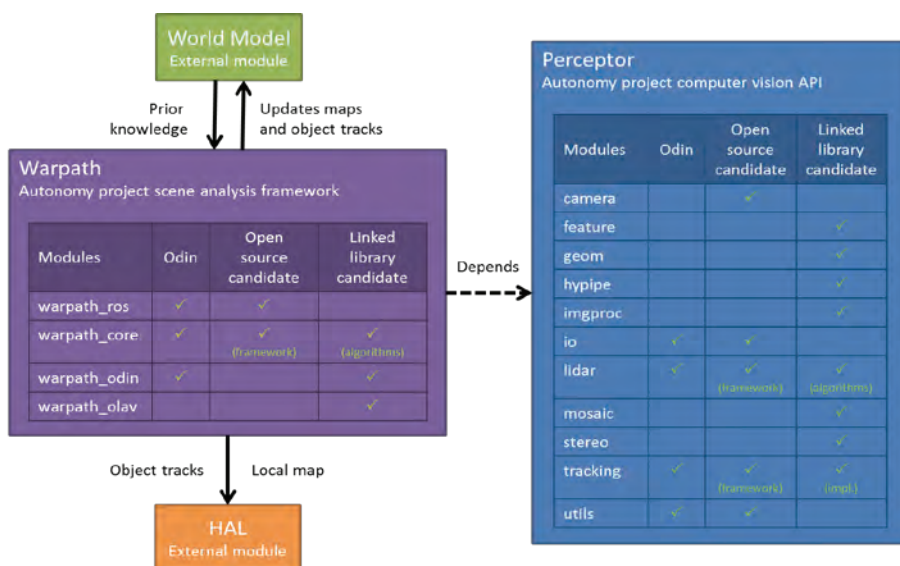 World Model
External module
Prior
knowledge
Updates maps
and object tracks
Warpath
Autonomy project scene analysis framework
Modules Odin Open source candidate Linked library candidate
warpath_ros ✓ ✓
warpath_core ✓ ✓ (framework) ✓ (algorithms)
warpath_odin ✓ ✓
warpath_olav ✓
Depends
Object tracks
Local map
HAL
External module
Perceptor
Autonomy project computer vision API
Modules Odin Open source candidate Linked library candidate
camera ✓
feature ✓
geom ✓
hypipe ✓
imgproc ✓
io ✓ ✓
lidar ✓ ✓ (framework) ✓ (algorithms)
mosaic ✓
stereo ✓
tracking ✓ ✓ (framework) ✓ (impl.)
utils ✓ ✓